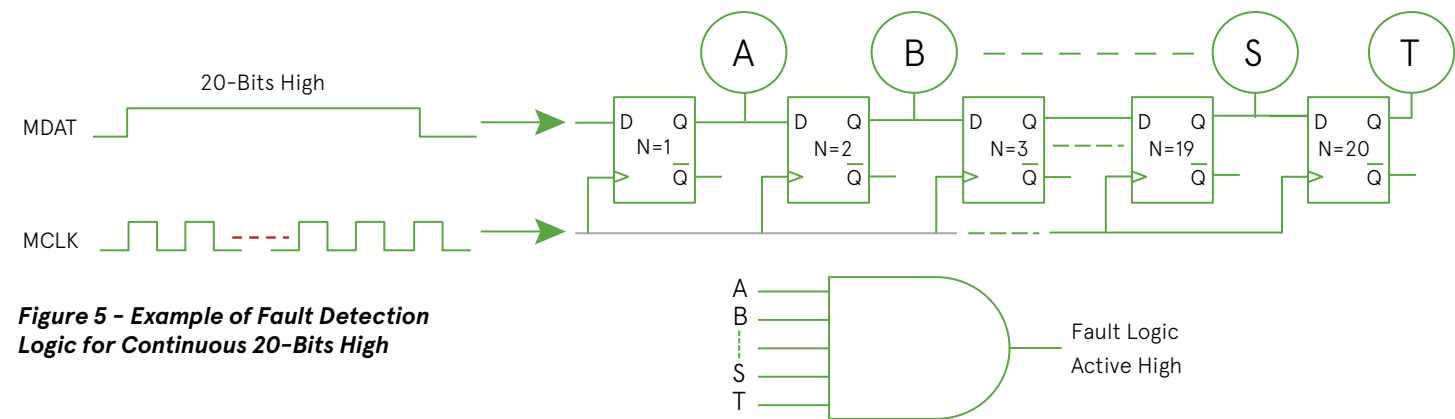 A B S T
20-Bits High
MDAT
D Q D Q D Q D Q D Q
N=1 N=2 N=3 N=19 N=20
Q Q Q Q Q
MCLK
Figure 5 - Example of Fault Detection
Logic for Continuous 20-Bits High
A
B
S
T
Fault Logic
Active High